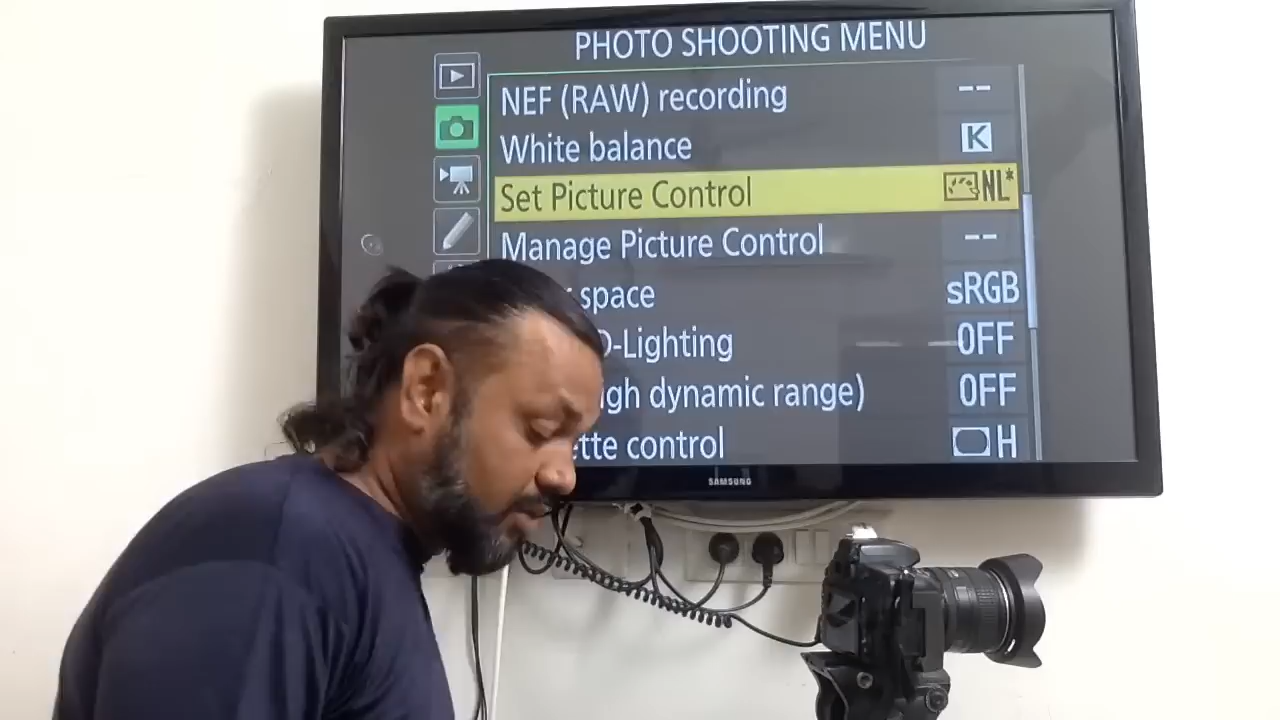 PHOTO SHOOTING MENU
NEF (RAW) recording --
White balance K
Set Picture Control NL*
Manage Picture Control --
space sRGB
D-Lighting OFF
gh dynamic range) OFF
ette control H
SAMSUNG